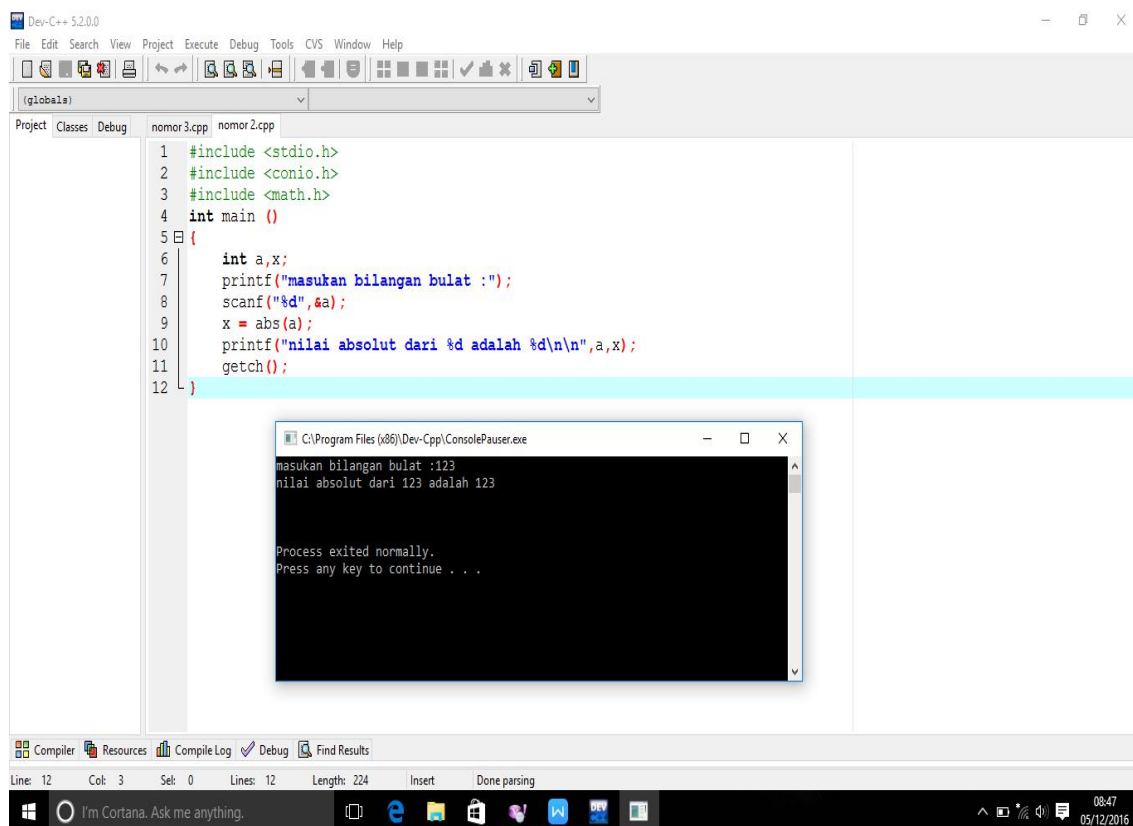 Dev-C++ 5.2.0.0
File Edit Search View Project Execute Debug Tools CVS Window Help
(globals)
Project Classes Debug nomor 3.cpp nomor 2.cpp
1 #include <stdio.h>
2 #include <conio.h>
3 #include <math.h>
4 int main ()
5 {
6 int a,x;
7 printf("masukan bilangan bulat :");
8 scanf("%d",&a);
9 x = abs(a);
10 printf("nilai absolut dari %d adalah %d\n\n",a,x);
11 getch();
12 }
C:\Program Files (x86)\Dev-Cpp\ConsolePauser.exe
masukan bilangan bulat :123
nilai absolut dari 123 adalah 123
Process exited normally.
Press any key to continue . . .
Compiler Resources Compile Log Debug Find Results
Line: 12 Col: 3 Sel: 0 Lines: 12 Length: 224 Insert Done parsing
I'm Cortana. Ask me anything.
DEV
08:47
05/12/2016